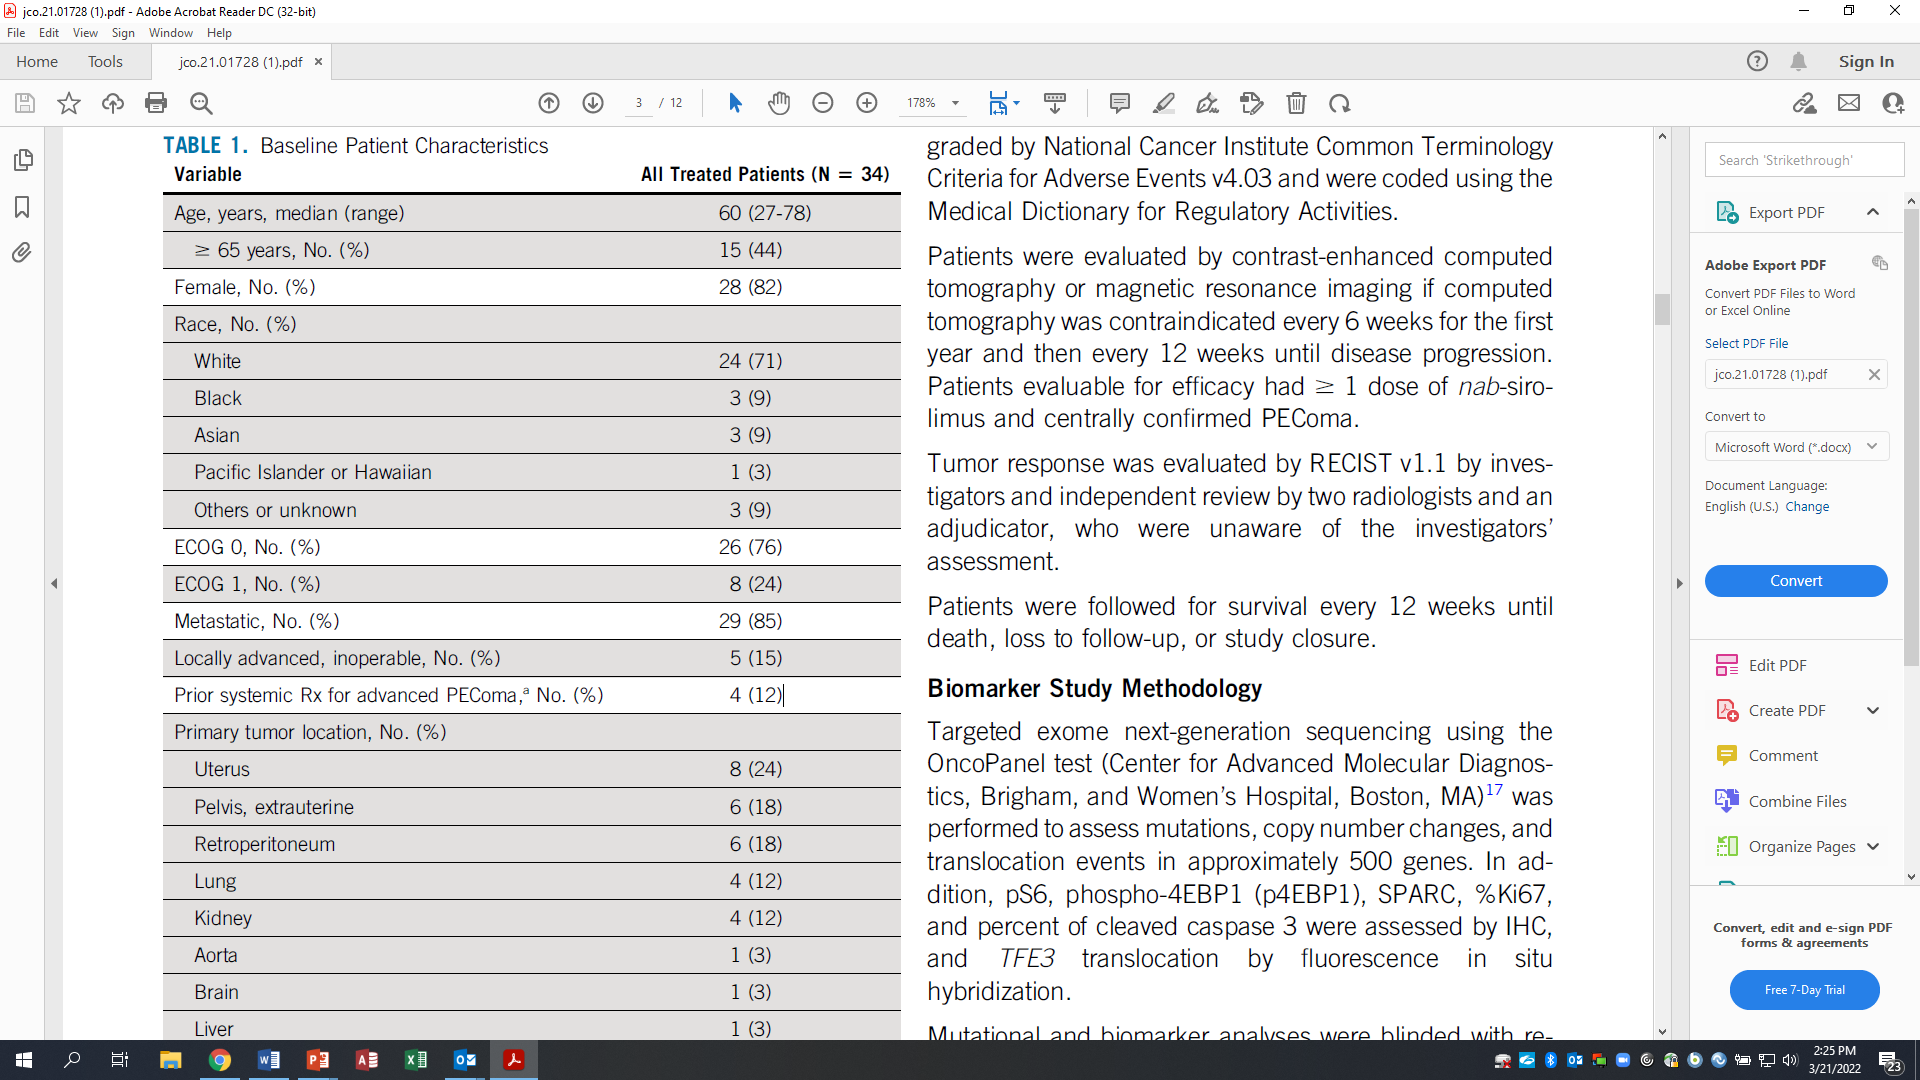 jco.21.01728 (1).pdf - Adobe Acrobat Reader DC (32-bit)
File Edit View Sign Window Help
Home Tools jco.21.01728 (1).pdf × Sign In
3 / 12 178%
TABLE 1. Baseline Patient Characteristics
Variable All Treated Patients (N = 34)
Age, years, median (range) 60 (27-78)
≥ 65 years, No. (%) 15 (44)
Female, No. (%) 28 (82)
Race, No. (%)
White 24 (71)
Black 3 (9)
Asian 3 (9)
Pacific Islander or Hawaiian 1 (3)
Others or unknown 3 (9)
ECOG 0, No. (%) 26 (76)
ECOG 1, No. (%) 8 (24)
Metastatic, No. (%) 29 (85)
Locally advanced, inoperable, No. (%) 5 (15)
Prior systemic Rx for advanced PEComa,ᵃ No. (%) 4 (12)
Primary tumor location, No. (%)
Uterus 8 (24)
Pelvis, extrauterine 6 (18)
Retroperitoneum 6 (18)
Lung 4 (12)
Kidney 4 (12)
Aorta 1 (3)
Brain 1 (3)
Liver 1 (3)
graded by National Cancer Institute Common Terminology
Criteria for Adverse Events v4.03 and were coded using the
Medical Dictionary for Regulatory Activities.
Patients were evaluated by contrast-enhanced computed
tomography or magnetic resonance imaging if computed
tomography was contraindicated every 6 weeks for the first
year and then every 12 weeks until disease progression.
Patients evaluable for efficacy had ≥ 1 dose of nab-siro-
limus and centrally confirmed PEComa.
Tumor response was evaluated by RECIST v1.1 by inves-
tigators and independent review by two radiologists and an
adjudicator, who were unaware of the investigators’
assessment.
Patients were followed for survival every 12 weeks until
death, loss to follow-up, or study closure.
Biomarker Study Methodology
Targeted exome next-generation sequencing using the
OncoPanel test (Center for Advanced Molecular Diagnos-
tics, Brigham, and Women’s Hospital, Boston, MA)¹⁷ was
performed to assess mutations, copy number changes, and
translocation events in approximately 500 genes. In ad-
dition, pS6, phospho-4EBP1 (p4EBP1), SPARC, %Ki67,
and percent of cleaved caspase 3 were assessed by IHC,
and TFE3 translocation by fluorescence in situ
hybridization.
Mutational and biomarker analyses were blinded with re-
Search 'Strikethrough'
Export PDF
Adobe Export PDF
Convert PDF Files to Word
or Excel Online
Select PDF File
jco.21.01728 (1).pdf
Convert to
Microsoft Word (*.docx)
Document Language:
English (U.S.) Change
Convert
Edit PDF
Create PDF
Comment
Combine Files
Organize Pages
Convert, edit and e-sign PDF
forms & agreements
Free 7-Day Trial
2:25 PM
3/21/2022
23